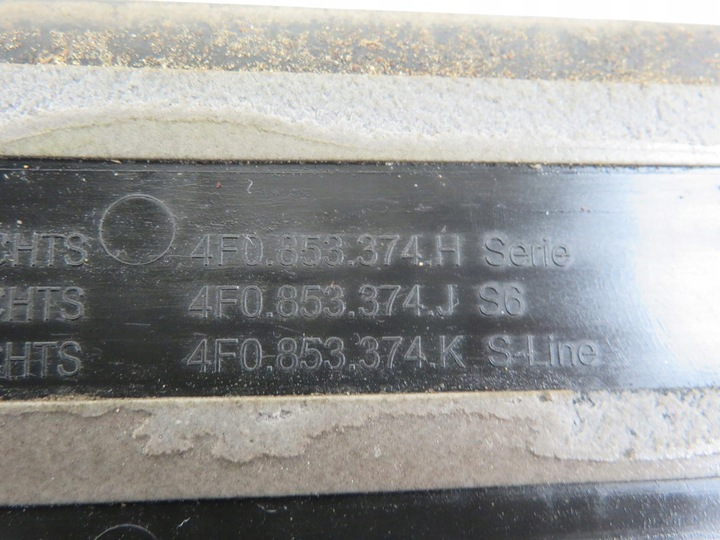 CHTS 4F0.853.374.H Serie
CHTS 4F0.853.374.J S6
CHTS 4F0.853.374.K S-Line